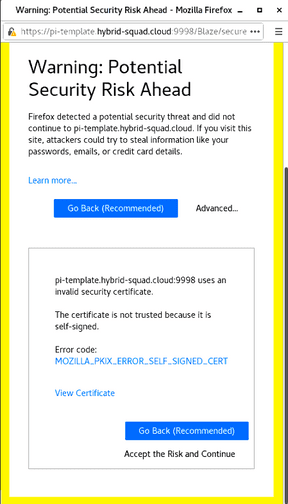 Warning: Potential Security Risk Ahead - Mozilla Firefox
https://pi-template.hybrid-squad.cloud:9998/Blaze/secure
Warning: Potential
Security Risk Ahead
Firefox detected a potential security threat and did not
continue to pi-template.hybrid-squad.cloud. If you visit this
site, attackers could try to steal information like your
passwords, emails, or credit card details.
Learn more...
Go Back (Recommended)
Advanced...
pi-template.hybrid-squad.cloud:9998 uses an
invalid security certificate.
The certificate is not trusted because it is
self-signed.
Error code:
MOZILLA_PKIX_ERROR_SELF_SIGNED_CERT
View Certificate
Go Back (Recommended)
Accept the Risk and Continue